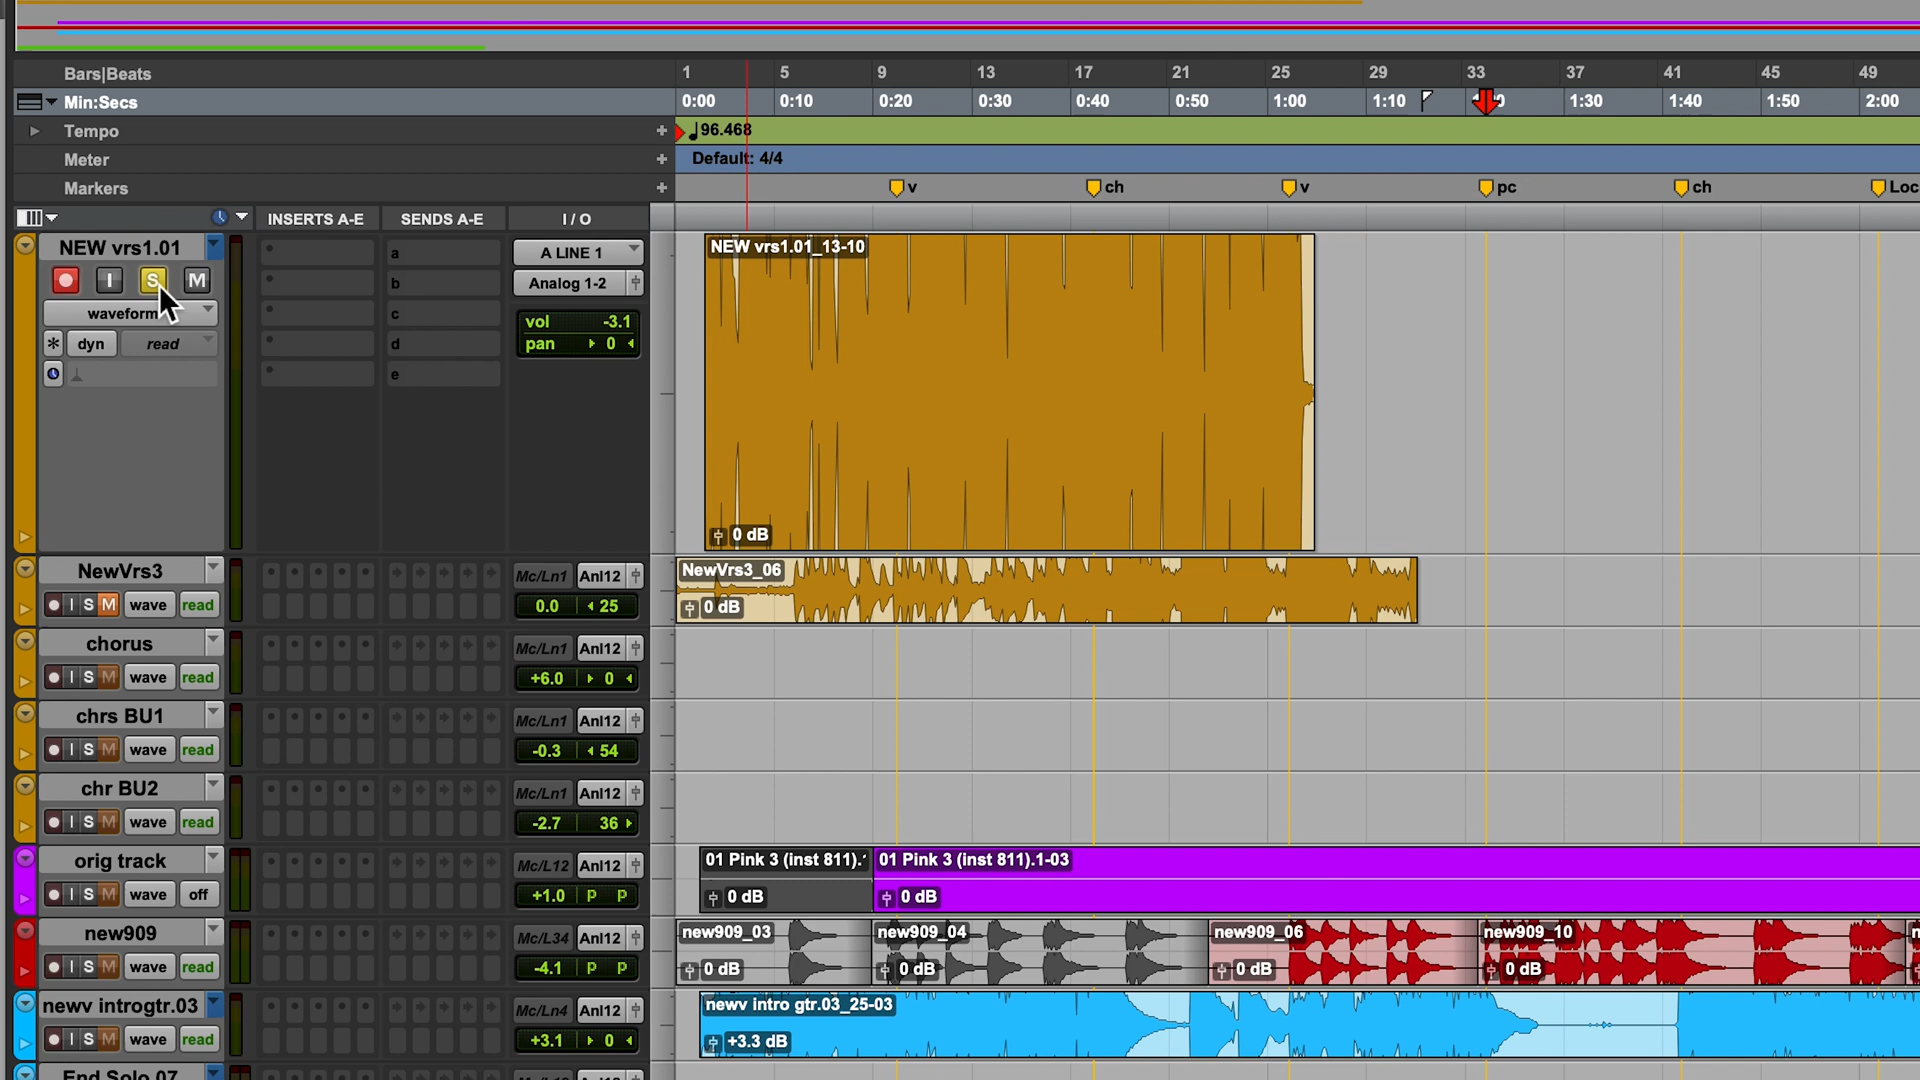 Bars|Beats 1 5 9 13 17 21 25 29 33 37 41 45 49
Min:Secs 0:00 0:10 0:20 0:30 0:40 0:50 1:00 1:10 1:30 1:40 1:50 2:00
Tempo + 96.468
Meter + Default: 4/4
Markers + v ch v pc ch Loc
INSERTS A-E SENDS A-E I / O
NEW vrs1.01 A LINE 1 NEW vrs1.01_13-10
I S M a Analog 1-2
waveform b
* dyn read c vol -3.1
d pan 0
e
0 dB
NewVrs3 Mc/Ln1 Anl12 NewVrs3_06
I S M wave read 0.0 25 0 dB
chorus Mc/Ln1 Anl12
I S M wave read +6.0 0
chrs BU1 Mc/Ln1 Anl12
I S M wave read -0.3 54
chr BU2 Mc/Ln1 Anl12
I S M wave read -2.7 36
orig track Mc/L12 Anl12 01 Pink 3 (inst 811). 01 Pink 3 (inst 811).1-03
I S M wave off +1.0 P P 0 dB 0 dB
new909 Mc/L34 Anl12 new909_03 new909_04 new909_06 new909_10
I S M wave read -4.1 P P 0 dB 0 dB 0 dB 0 dB
newv introgtr.03 Mc/Ln4 Anl12 newv intro gtr.03_25-03
I S M wave read +3.1 0 +3.3 dB
End Solo 07